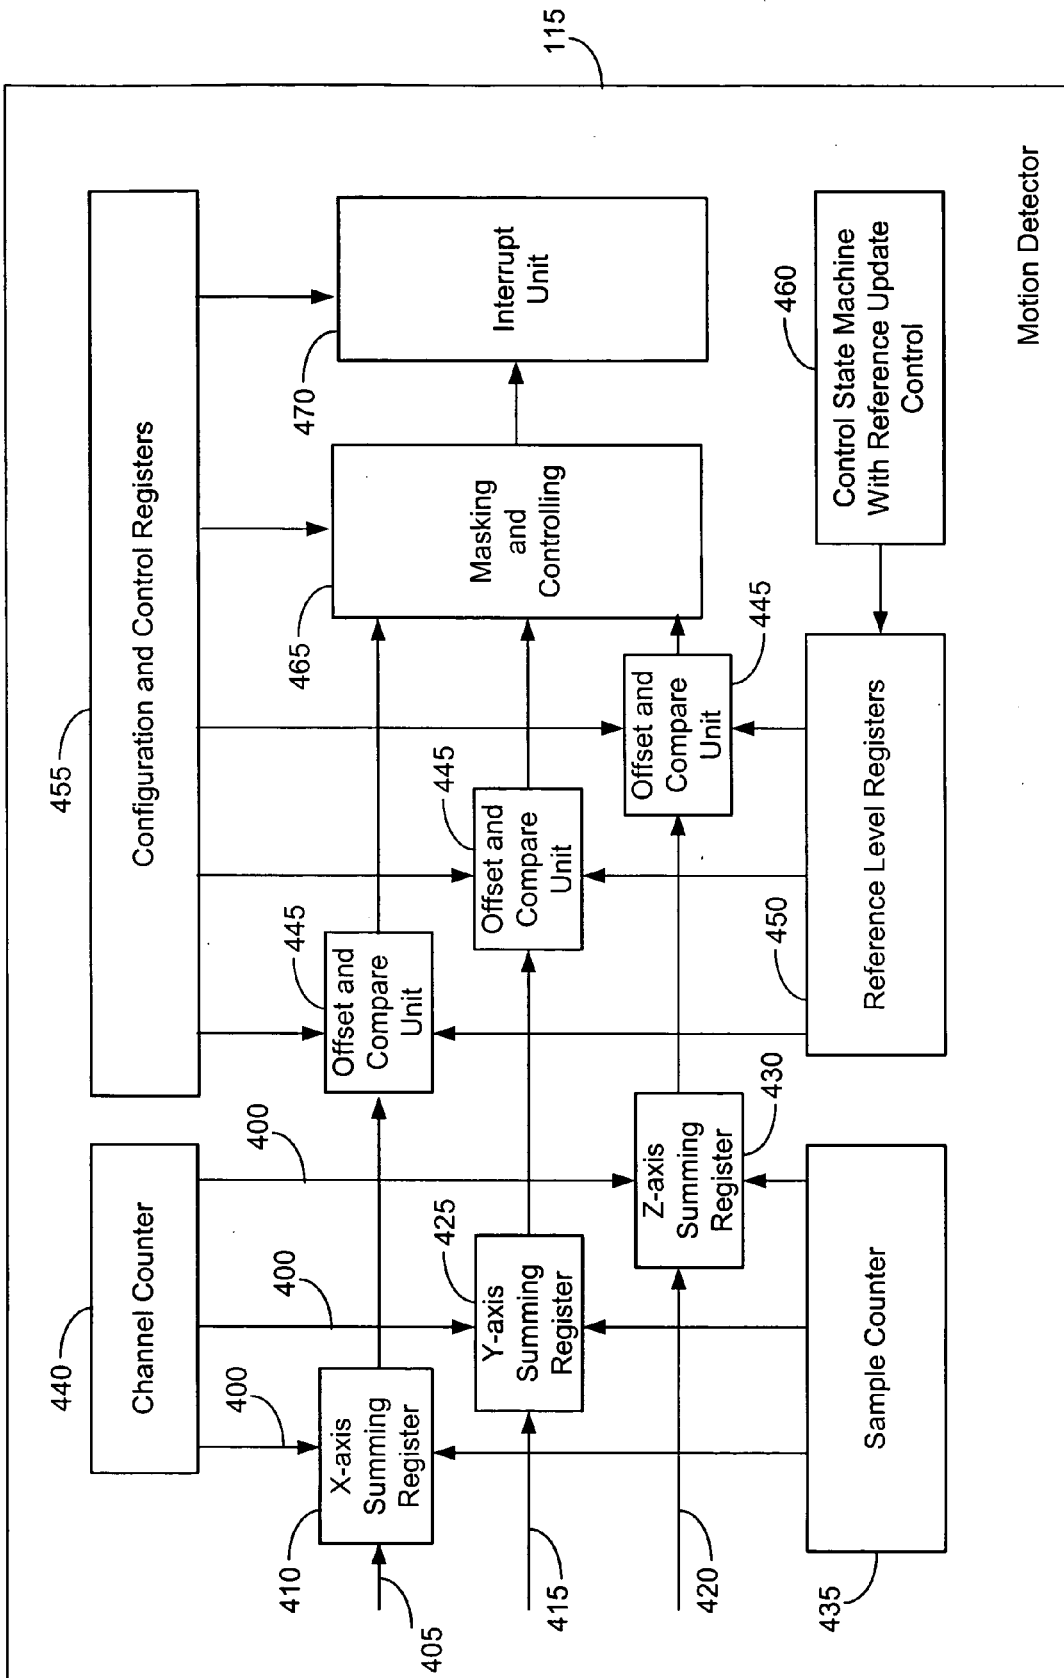 115
455
Configuration and Control Registers
440
Channel Counter
400
400
400
410
X-axis
Summing
Register
425
Y-axis
Summing
Register
Z-axis
Summing
Register
430
405
415
420
445
Offset and
Compare
Unit
445
Offset and
Compare
Unit
Offset and
Compare
Unit
445
465
Masking
and
Controlling
470
Interrupt
Unit
435
Sample Counter
450
Reference Level Registers
460
Control State Machine
With Reference Update
Control
Motion Detector